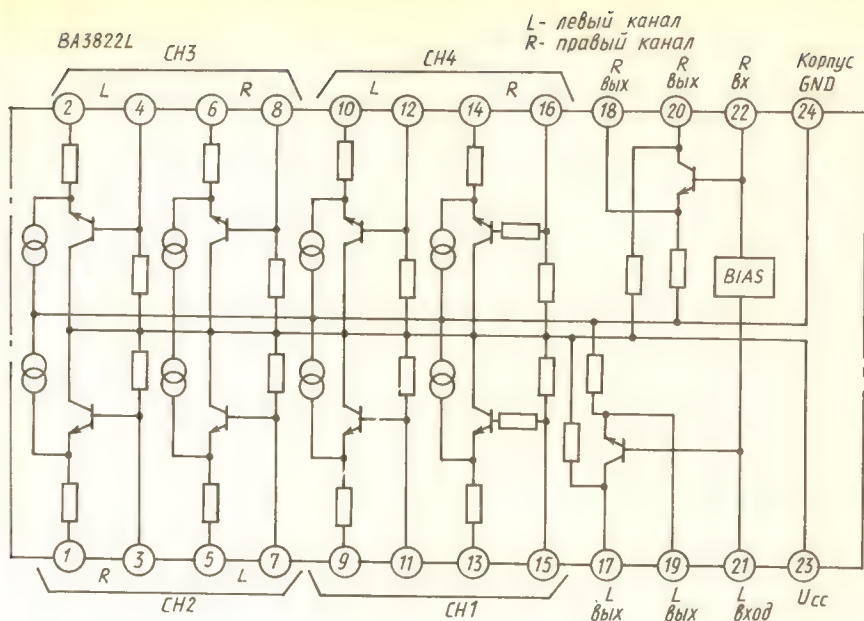 BA3822L
L- левый канал
R- правый канал
CH3
CH4
L R L R
R вых
R вых
R вх
Корпус
GND
2 4 6 8 10 12 14 16 18 20 22 24
BIAS
1 3 5 7 9 11 13 15 17 19 21 23
R L
CH2
CH1
L вых
L вых
L вход
Ucc